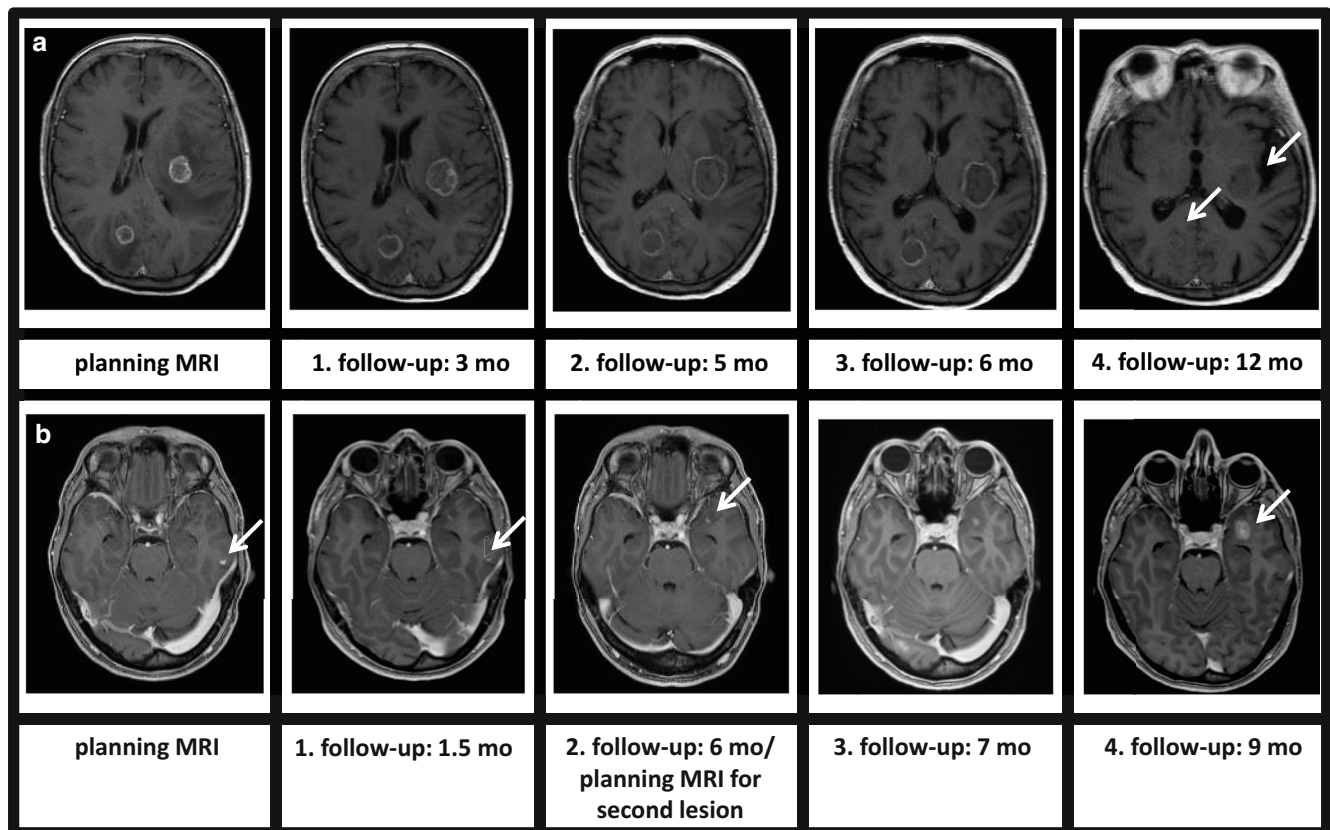 a
planning MRI
1. follow-up: 3 mo
2. follow-up: 5 mo
3. follow-up: 6 mo
4. follow-up: 12 mo
b
planning MRI
1. follow-up: 1.5 mo
2. follow-up: 6 mo/
planning MRI for
second lesion
3. follow-up: 7 mo
4. follow-up: 9 mo